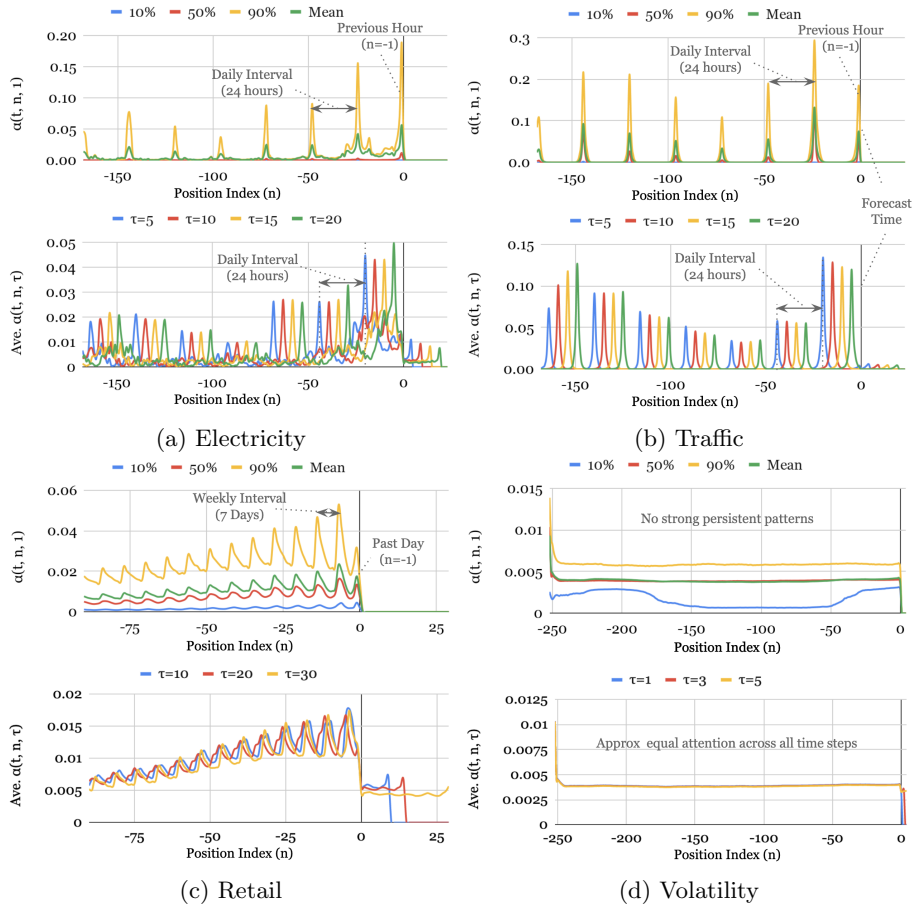 10% 50% 90% Mean
α(t, n, 1)
0.20
0.15
0.10
0.05
0.00
Previous Hour
(n=-1)
Daily Interval
(24 hours)
-150 -100 -50 0
Position Index (n)
τ=5 τ=10 τ=15 τ=20
Ave. α(t, n, τ)
0.05
0.04
0.03
0.02
0.01
0
Daily Interval
(24 hours)
-150 -100 -50 0
Position Index (n)
(a) Electricity
10% 50% 90% Mean
α(t, n, 1)
0.3
0.2
0.1
0.0
Previous Hour
(n=-1)
Daily Interval
(24 hours)
-150 -100 -50 0
Position Index (n)
Forecast
Time
τ=5 τ=10 τ=15 τ=20
Ave. α(t, n, τ)
0.15
0.10
0.05
0.00
Daily Interval
(24 hours)
-150 -100 -50 0
Position Index (n)
(b) Traffic
10% 50% 90% Mean
α(t, n, 1)
0.06
0.04
0.02
0
Weekly Interval
(7 Days)
Past Day
(n=-1)
-75 -50 -25 0 25
Position Index (n)
τ=10 τ=20 τ=30
Ave. α(t, n, τ)
0.02
0.015
0.01
0.005
0
-75 -50 -25 0 25
Position Index (n)
(c) Retail
10% 50% 90% Mean
α(t, n, 1)
0.015
0.010
0.005
0
No strong persistent patterns
-250 -200 -150 -100 -50 0
Position Index (n)
τ=1 τ=3 τ=5
Ave. α(t, n, τ)
0.0125
0.01
0.0075
0.005
0.0025
0
Approx equal attention across all time steps
-250 -200 -150 -100 -50 0
Position Index (n)
(d) Volatility